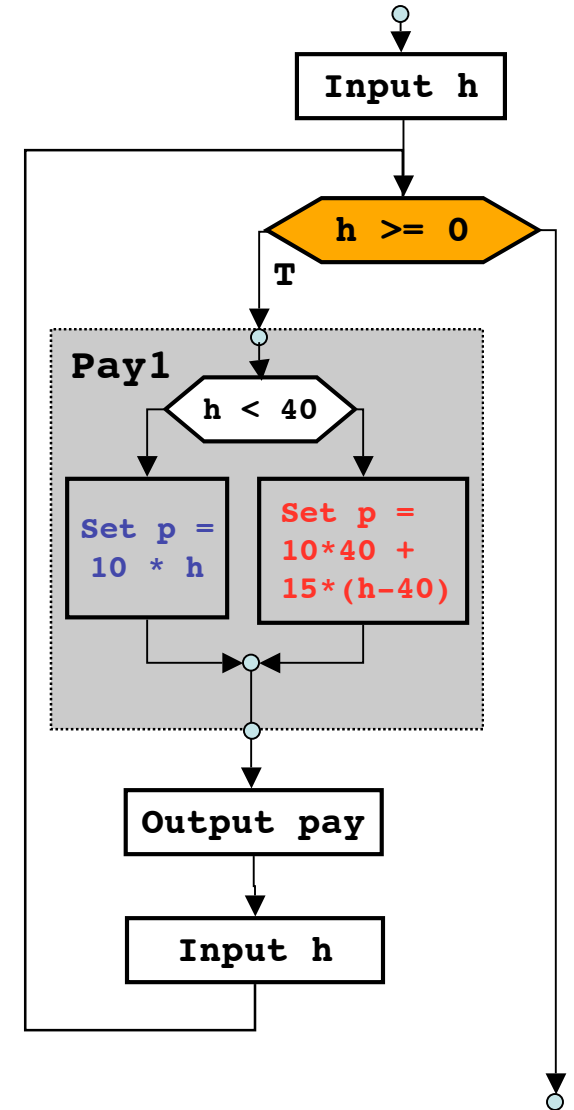 Input h
h >= 0
T
Pay1
h < 40
Set p =
10 * h
Set p =
10*40 +
15*(h-40)
Output pay
Input h